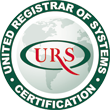 UNITED REGISTRAR OF SYSTEMS
URS
CERTIFICATION